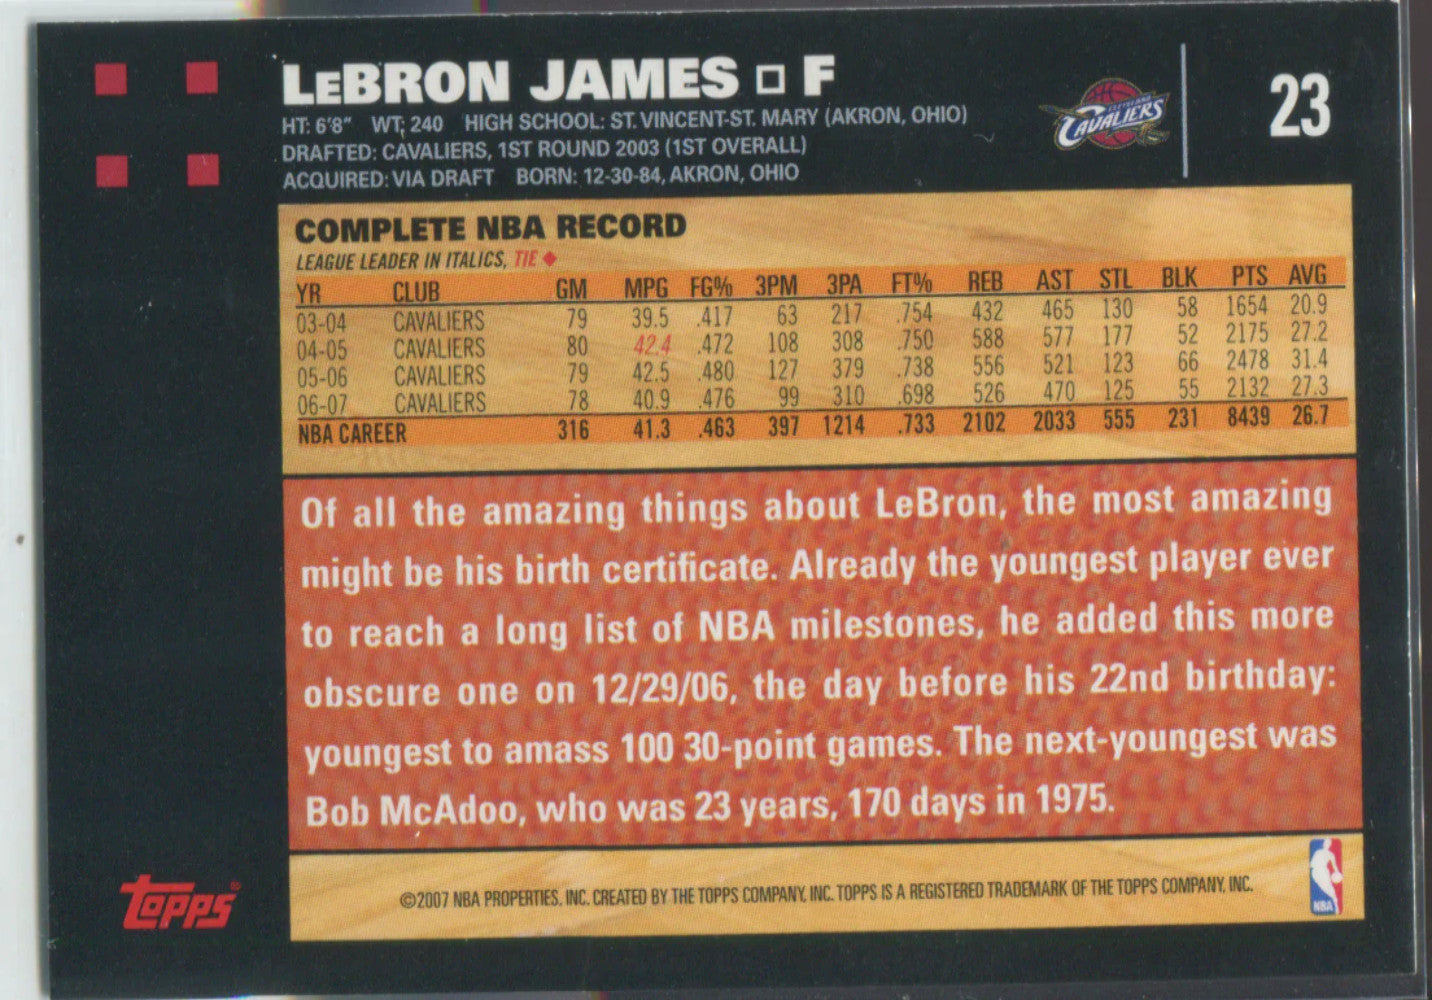 LEBRON JAMES □ F
23
CLEVELAND
CAVALIERS
HT: 6'8" WT: 240 HIGH SCHOOL: ST. VINCENT-ST. MARY (AKRON, OHIO)
DRAFTED: CAVALIERS, 1ST ROUND 2003 (1ST OVERALL)
ACQUIRED: VIA DRAFT BORN: 12-30-84, AKRON, OHIO
COMPLETE NBA RECORD
LEAGUE LEADER IN ITALICS, TIE ◆
YR CLUB GM MPG FG% 3PM 3PA FT% REB AST STL BLK PTS AVG
03-04 CAVALIERS 79 39.5 .417 63 217 .754 432 465 130 58 1654 20.9
04-05 CAVALIERS 80 42.4 .472 108 308 .750 588 577 177 52 2175 27.2
05-06 CAVALIERS 79 42.5 .480 127 379 .738 556 521 123 66 2478 31.4
06-07 CAVALIERS 78 40.9 .476 99 310 .698 526 470 125 55 2132 27.3
NBA CAREER 316 41.3 .463 397 1214 .733 2102 2033 555 231 8439 26.7
Of all the amazing things about LeBron, the most amazing
might be his birth certificate. Already the youngest player ever
to reach a long list of NBA milestones, he added this more
obscure one on 12/29/06, the day before his 22nd birthday:
youngest to amass 100 30-point games. The next-youngest was
Bob McAdoo, who was 23 years, 170 days in 1975.
Topps®
©2007 NBA PROPERTIES, INC. CREATED BY THE TOPPS COMPANY, INC. TOPPS IS A REGISTERED TRADEMARK OF THE TOPPS COMPANY, INC.
NBA